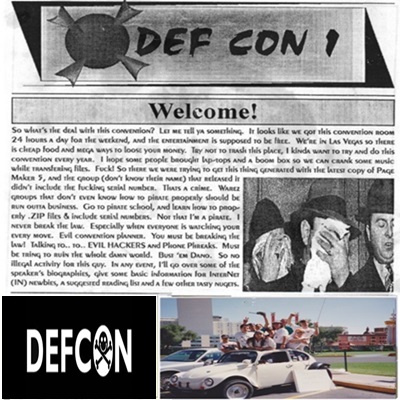 DEF CON 1
Welcome!
So what's the deal with this convention? Let me tell ya something. It looks like we got this convention room
24 hours a day for the weekend, and the entertainment is supposed to be free. We're in Las Vegas so there
is cheap food and mega ways to loose your money. Try not to trash this place, I kinda want to try and do this
convention every year. I hope some people brought lap-tops and a boom box so we can crank some music
while transfering files. Fuck! So there we were trying to get this thing generated with the latest copy of Page
Maker 5, and the group (don't know their name) that released it
didn't include the fucking serial number. Thats a crime. Warez
groups that don't even know how to pirate properly should be
run outta business. Go to pirate school, and learn how to prop-
erly .ZIP files & include serial numbers. Not that I'm a pirate. I
never break the law. Especially when everyone is watching your
every move. Evil convention planner. You must be breaking the
law! Talking to... to... EVIL HACKERS and Phone Phreaks. Must
be tring to ruin the whole damn world. Bust 'em Dano. So no
illegal activity for this guy. In any event, I'll go over some of the
speaker's biographies, give some basic information for InterNet
(IN) newbies, a suggested reading list and a few other tasty nugets.
DEFCON